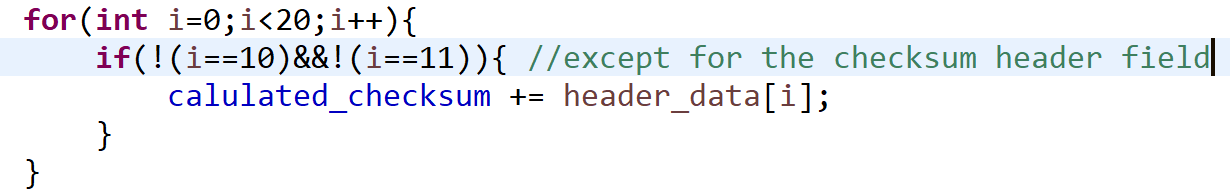 for(int i=0;i<20;i++){
if(!(i==10)&&!(i==11)){ //except for the checksum header field
calulated_checksum += header_data[i];
}
}